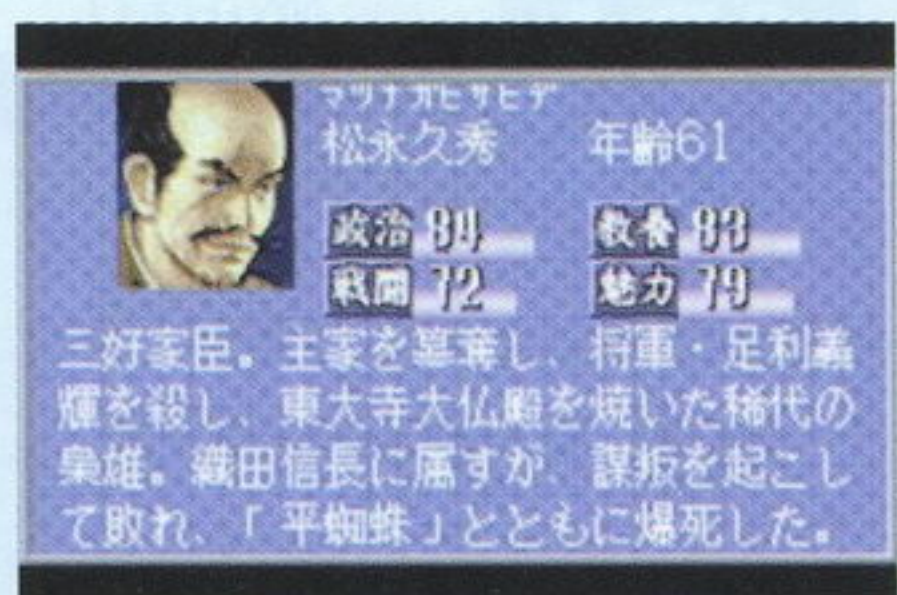 マツナガヒサヒデ
松永久秀 年齢61
政治 84 教養 83
戦闘 72 魅力 79
三好家臣。主家を簒奪し、将軍・足利義
輝を殺し、東大寺大仏殿を焼いた稀代の
梟雄。織田信長に属すが、謀叛を起こし
て敗れ、「平蜘蛛」とともに爆死した。